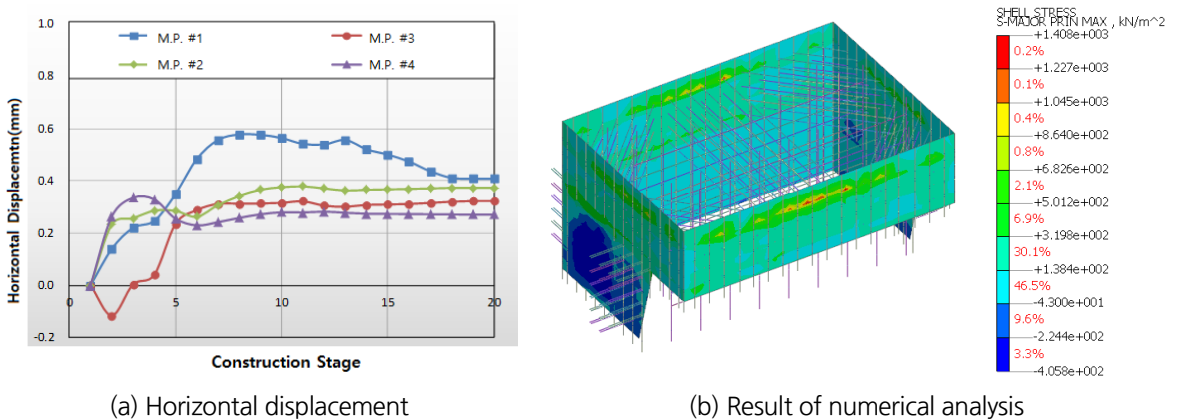 1.0
0.8
0.6
0.4
0.2
0.0
-0.2
M.P. #1
M.P. #3
M.P. #2
M.P. #4
0
5
10
15
20
Horizontal Displacemtn(mm)
Construction Stage
(a) Horizontal displacement
SHELL STRESS
S-MAJOR PRIN MAX , kN/m^2
+1.408e+003
0.2%
+1.227e+003
0.1%
+1.045e+003
0.4%
+8.640e+002
0.8%
+6.826e+002
2.1%
+5.012e+002
6.9%
+3.198e+002
30.1%
+1.384e+002
46.5%
-4.300e+001
9.6%
-2.244e+002
3.3%
-4.058e+002
(b) Result of numerical analysis